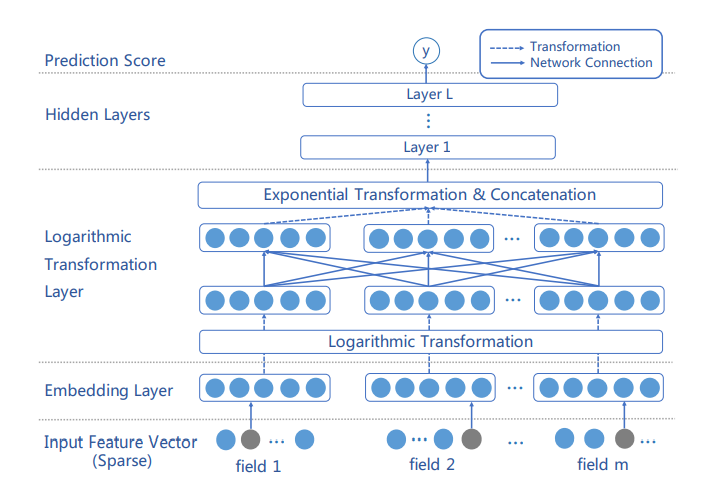 Prediction Score
y
Transformation
Network Connection
Hidden Layers
Layer L
Layer 1
Exponential Transformation & Concatenation
Logarithmic
Transformation
Layer
...
...
Logarithmic Transformation
Embedding Layer
...
Input Feature Vector
(Sparse)
...
...
...
...
field 1
field 2
field m